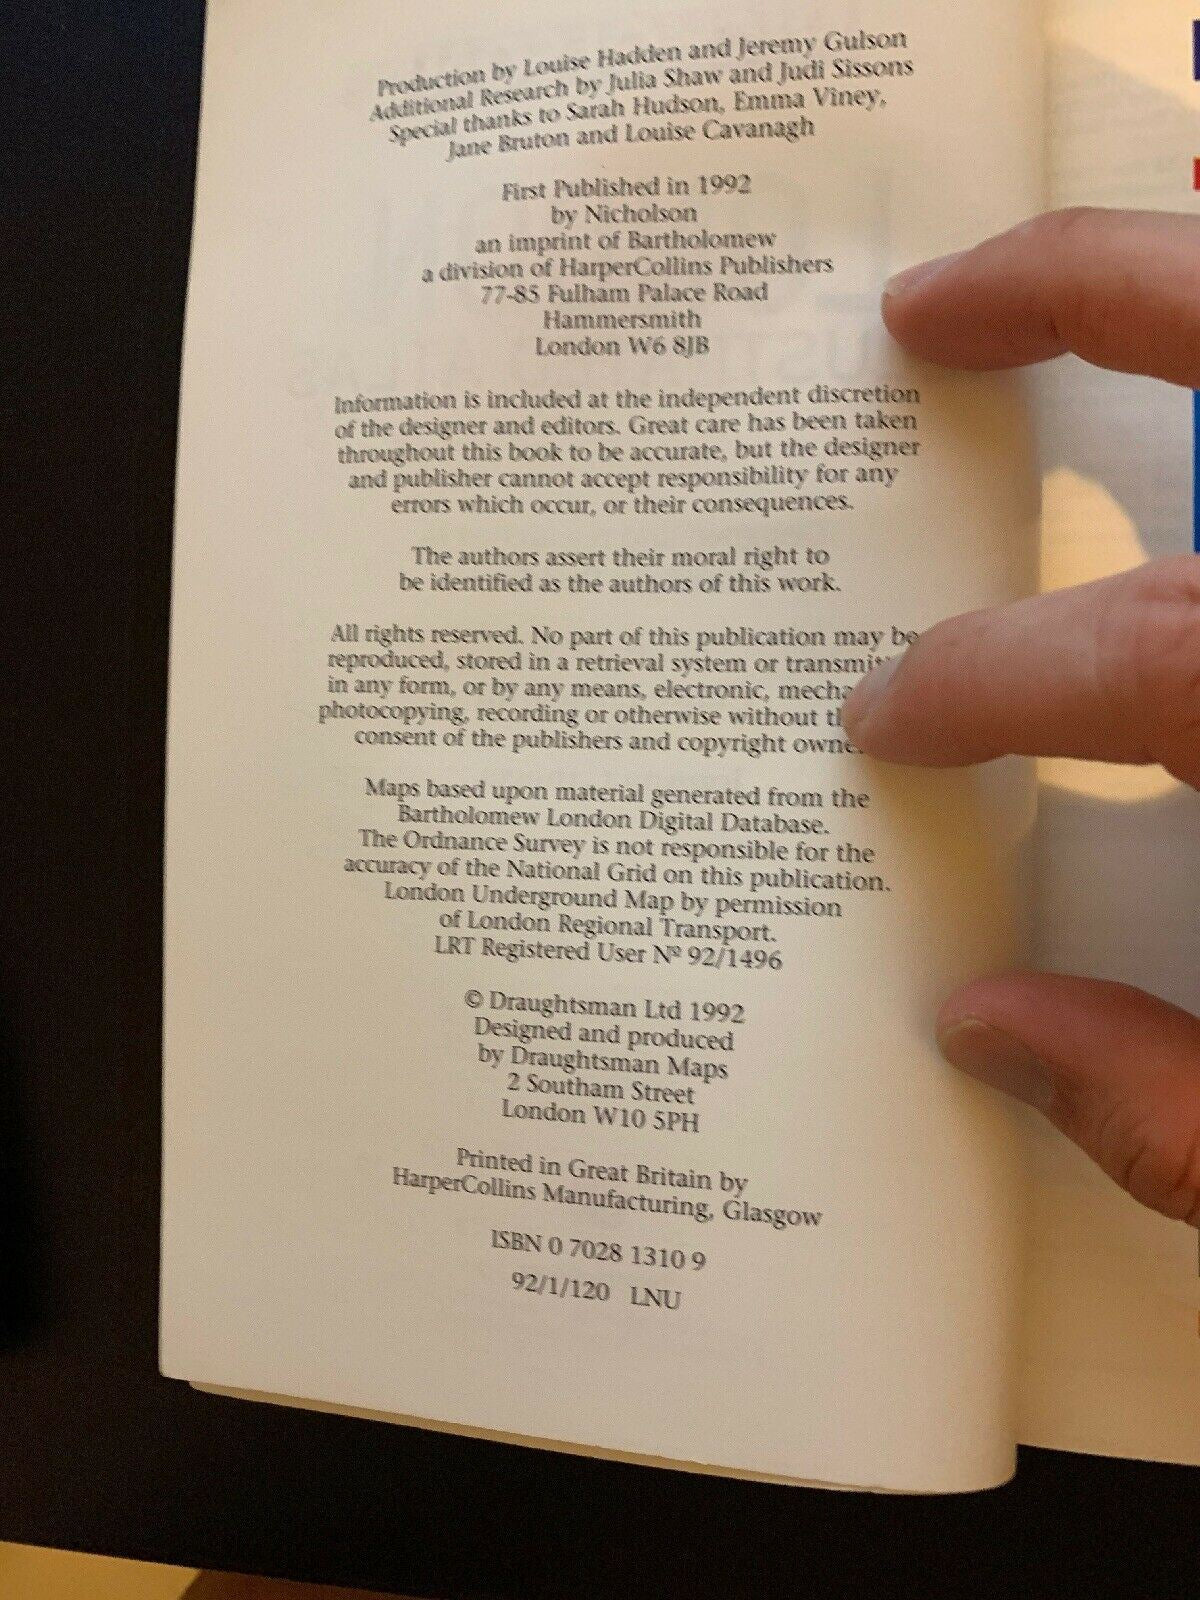 Production by Louise Hadden and Jeremy Gulson
Additional Research by Julia Shaw and Judi Sissons
Special thanks to Sarah Hudson, Emma Viney,
Jane Bruton and Louise Cavanagh
First Published in 1992
by Nicholson
an imprint of Bartholomew
a division of HarperCollins Publishers
77-85 Fulham Palace Road
Hammersmith
London W6 8JB
Information is included at the independent discretion
of the designer and editors. Great care has been taken
throughout this book to be accurate, but the designer
and publisher cannot accept responsibility for any
errors which occur, or their consequences.
The authors assert their moral right to
be identified as the authors of this work.
All rights reserved. No part of this publication may be
reproduced, stored in a retrieval system or
in any form, or by any means, electronic,
photocopying, recording or otherwise without
consent of the publishers and copyright
Maps based upon material generated from the
Bartholomew London Digital Database.
The Ordnance Survey is not responsible for the
accuracy of the National Grid on this publication.
London Underground Map by permission
of London Regional Transport.
LRT Registered User Nº 92/1496
© Draughtsman Ltd 1992
Designed and produced
by Draughtsman Maps
2 Southam Street
London W10 5PH
Printed in Great Britain by
HarperCollins Manufacturing, Glasgow
ISBN 0 7028 1310 9
92/1/120 LNU